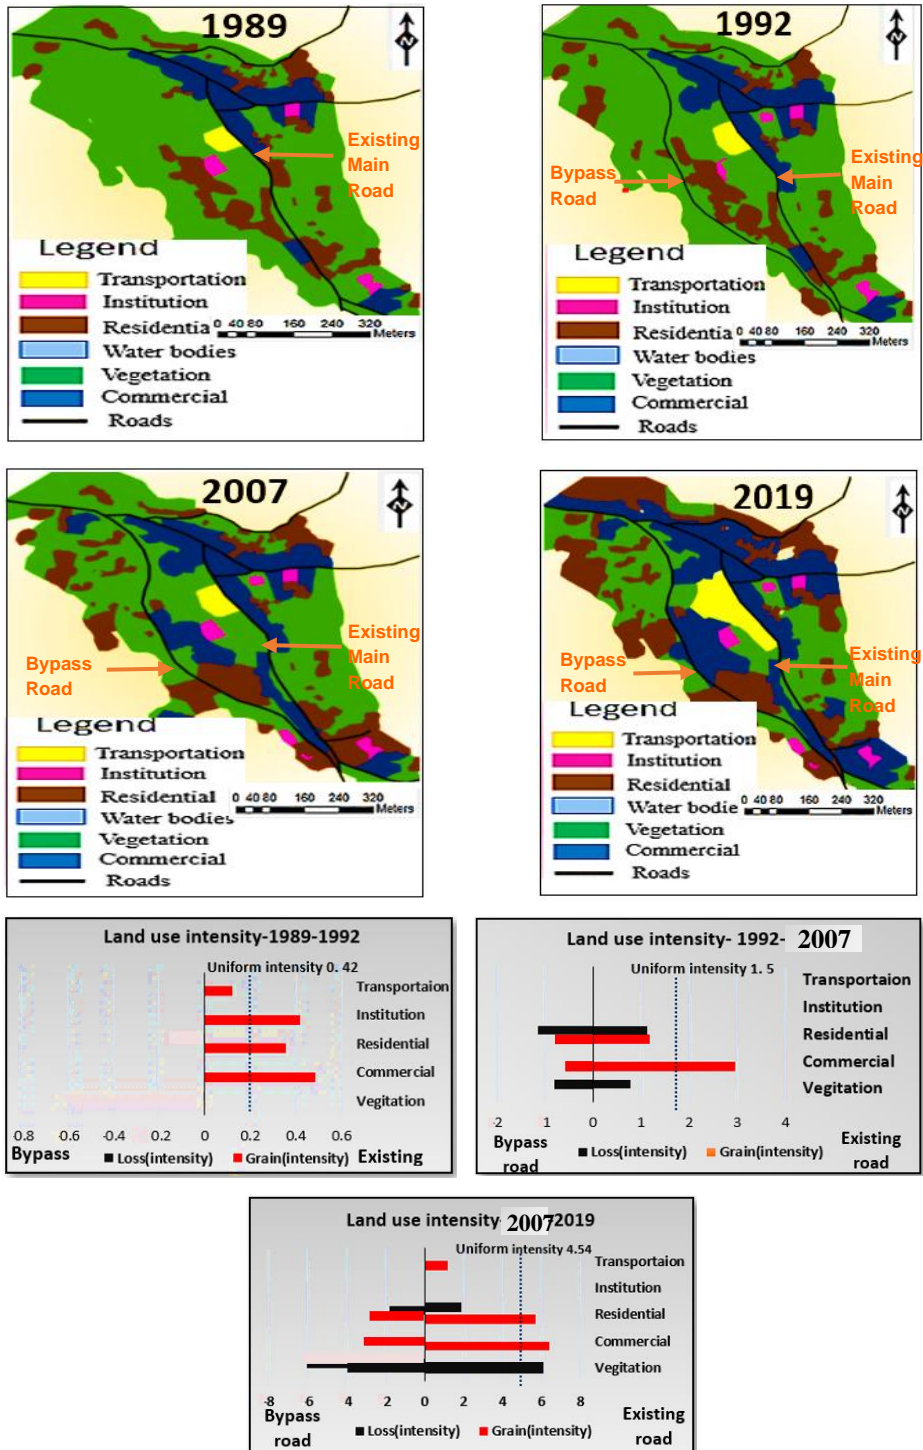 1989
N
Existing
Main
Road
Legend
Transportation
Institution
Residentia
Water bodies
Vegetation
Commercial
Roads
0 40 80 160 240 320
Meters
1992
N
Bypass
Road
Existing
Main
Road
Legend
Transportation
Institution
Residentia
Water bodies
Vegetation
Commercial
Roads
0 40 80 160 240 320
Meters
2007
N
Bypass
Road
Existing
Main
Road
Legend
Transportation
Institution
Residential
Water bodies
Vegetation
Commercial
Roads
0 40 80 160 240 320
Meters
2019
N
Bypass
Road
Existing
Main
Road
Legend
Transportation
Institution
Residential
Water bodie
Vegetation
Commercial
Roads
0 40 80 160 240 320
Meters
Land use intensity-1989-1992
Uniform intensity 0. 42
Transportaion
Institution
Residential
Commercial
Vegitation
-0.8 -0.6 -0.4 -0.2 0 0.2 0.4 0.6
Bypass
Loss(intensity) Grain(intensity)
Existing
Land use intensity- 1992- 2007
Uniform intensity 1. 5
Transportaion
Institution
Residential
Commercial
Vegitation
-2 -1 0 1 2 3 4
Bypass
road
Loss(intensity) Grain(intensity)
Existing
road
Land use intensity- 2007-2019
Uniform intensity 4.54
Transportaion
Institution
Residential
Commercial
Vegitation
-8 -6 4 2 0 2 4 6 8
Bypass
road
Loss(intensity) Grain(intensity)
Existing
road